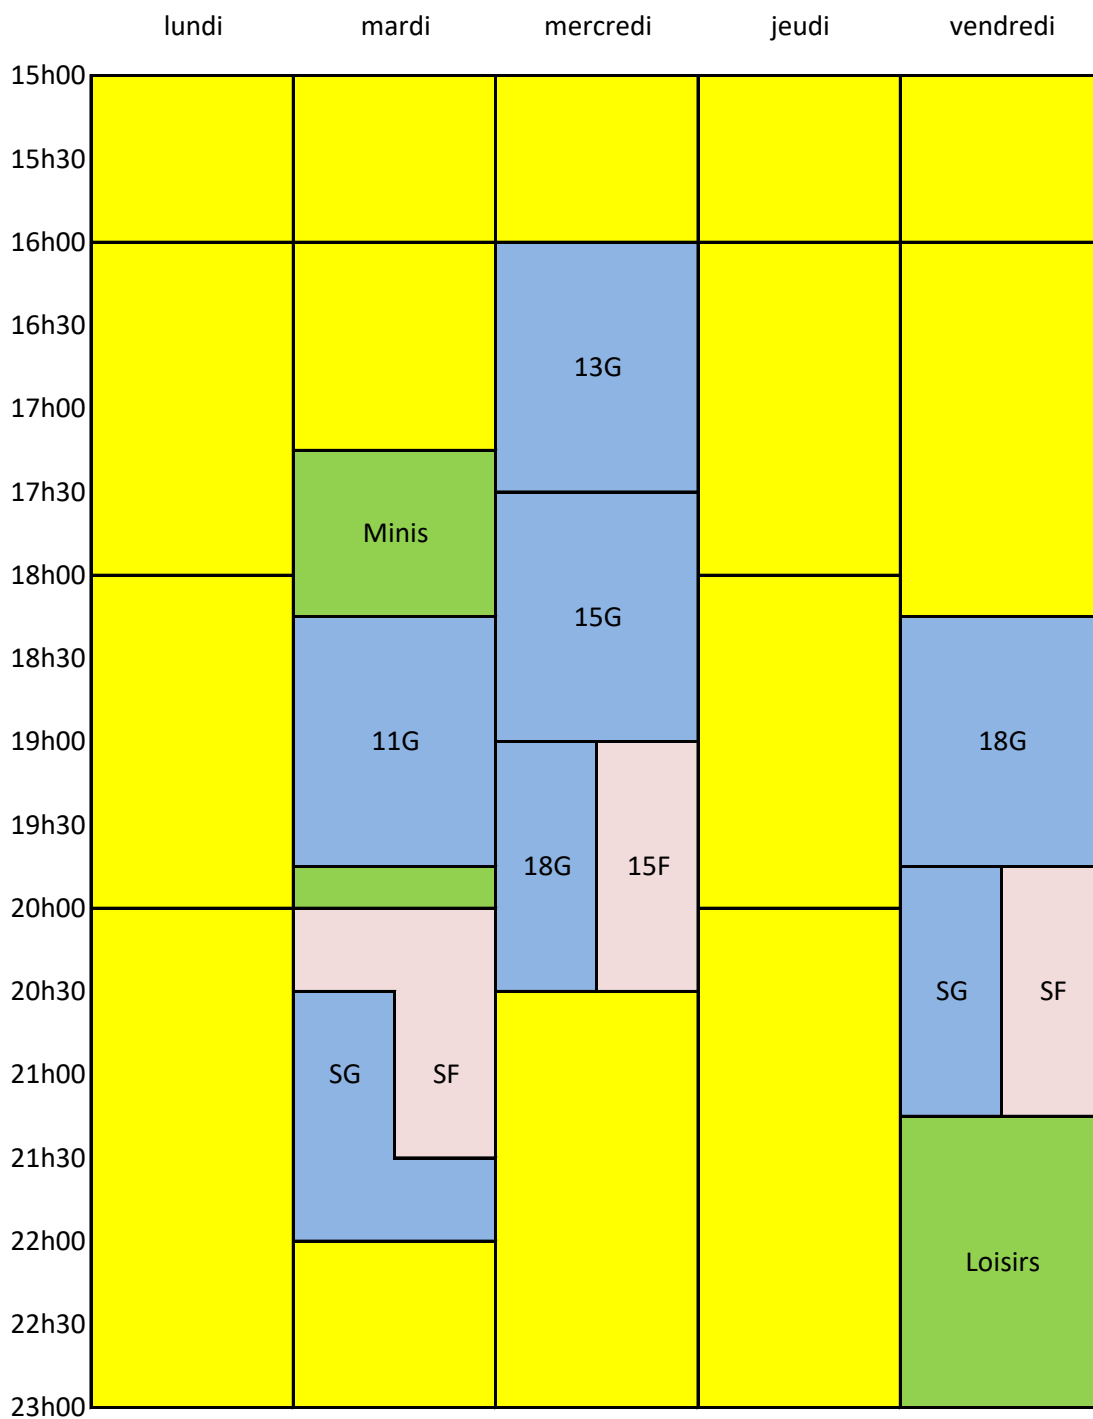 lundi mardi mercredi jeudi vendredi
15h00
15h30
16h00
16h30
13G
17h00
17h30
Minis
18h00
15G
18h30
19h00 11G 18G
19h30
18G 15F
20h00
20h30 SG SF
21h00 SG SF
21h30
22h00
Loisirs
22h30
23h00